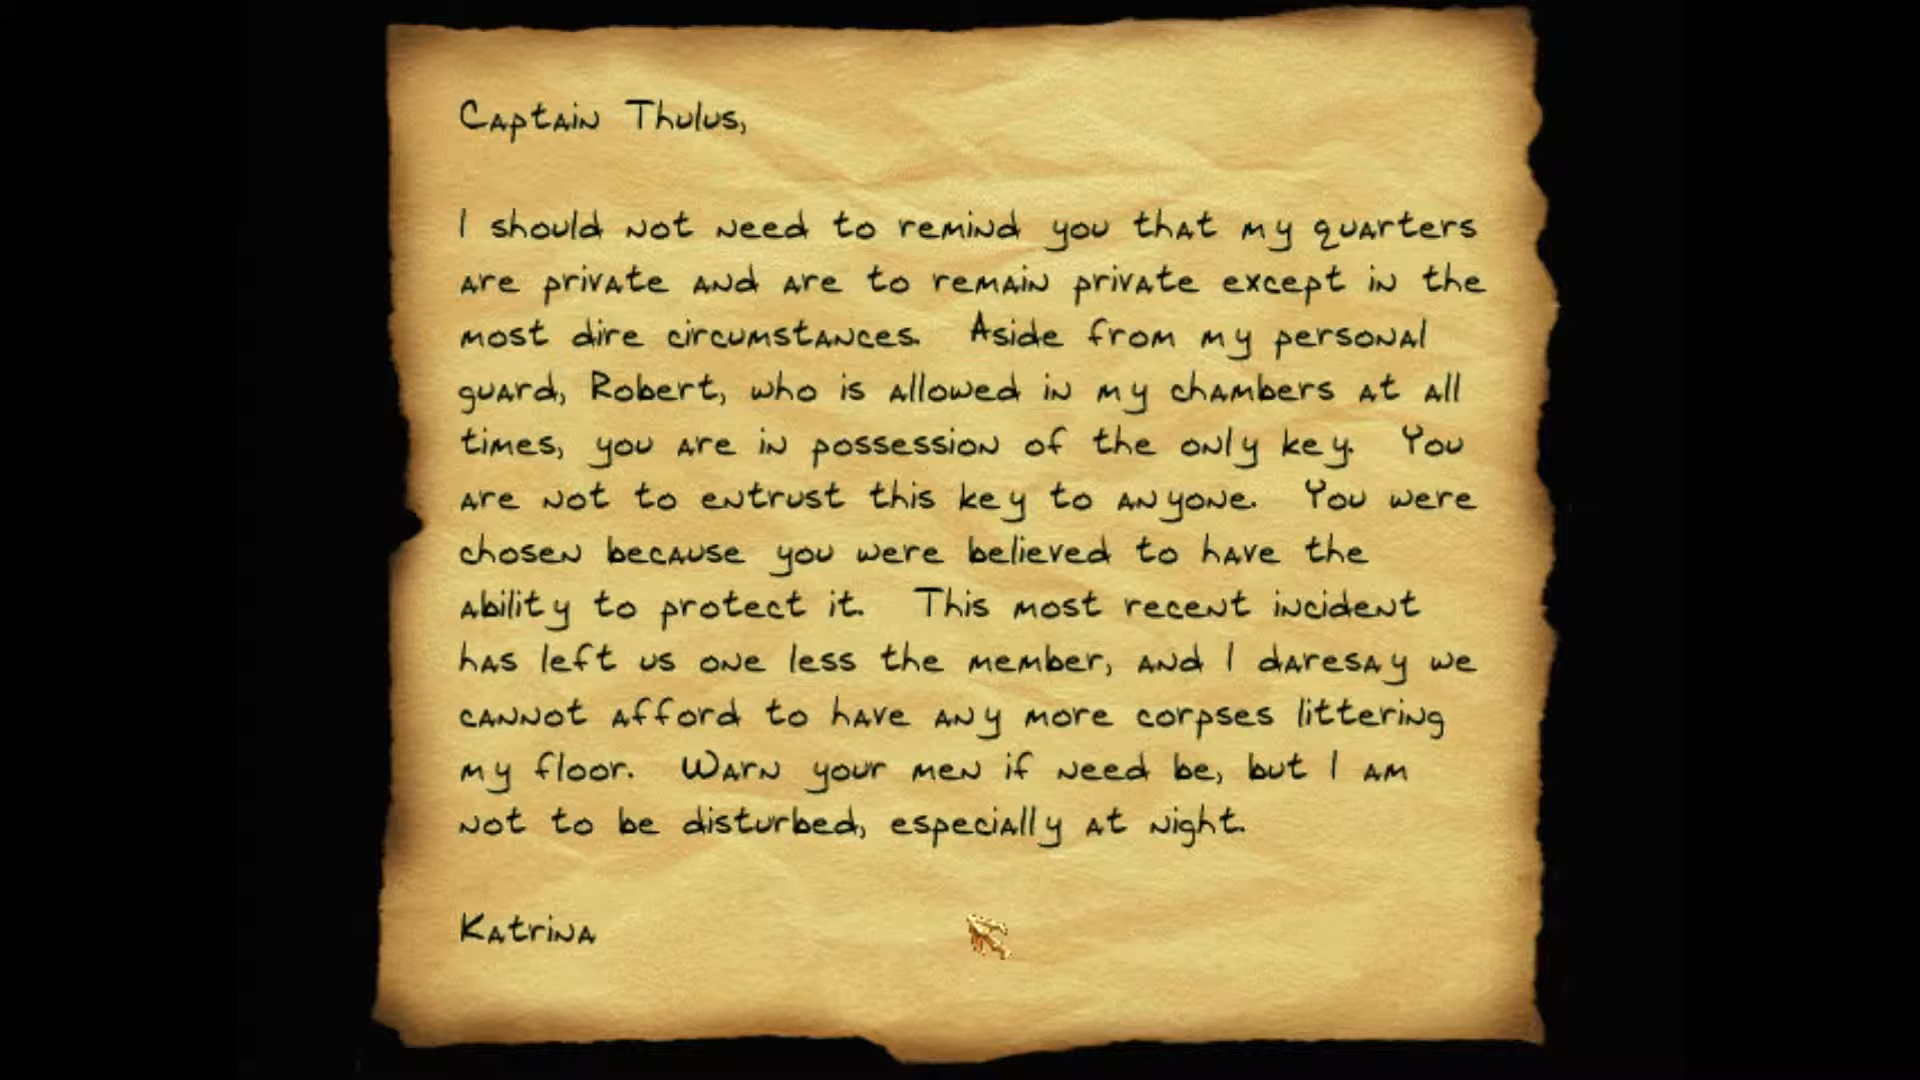 Captain Thulus,
I should not need to remind you that my quarters
are private and are to remain private except in the
most dire circumstances. Aside from my personal
guard, Robert, who is allowed in my chambers at all
times, you are in possession of the only key. You
are not to entrust this key to anyone. You were
chosen because you were believed to have the
ability to protect it. This most recent incident
has left us one less the member, and I daresay we
cannot afford to have any more corpses littering
my floor. Warn your men if need be, but I am
not to be disturbed, especially at night.
Katrina